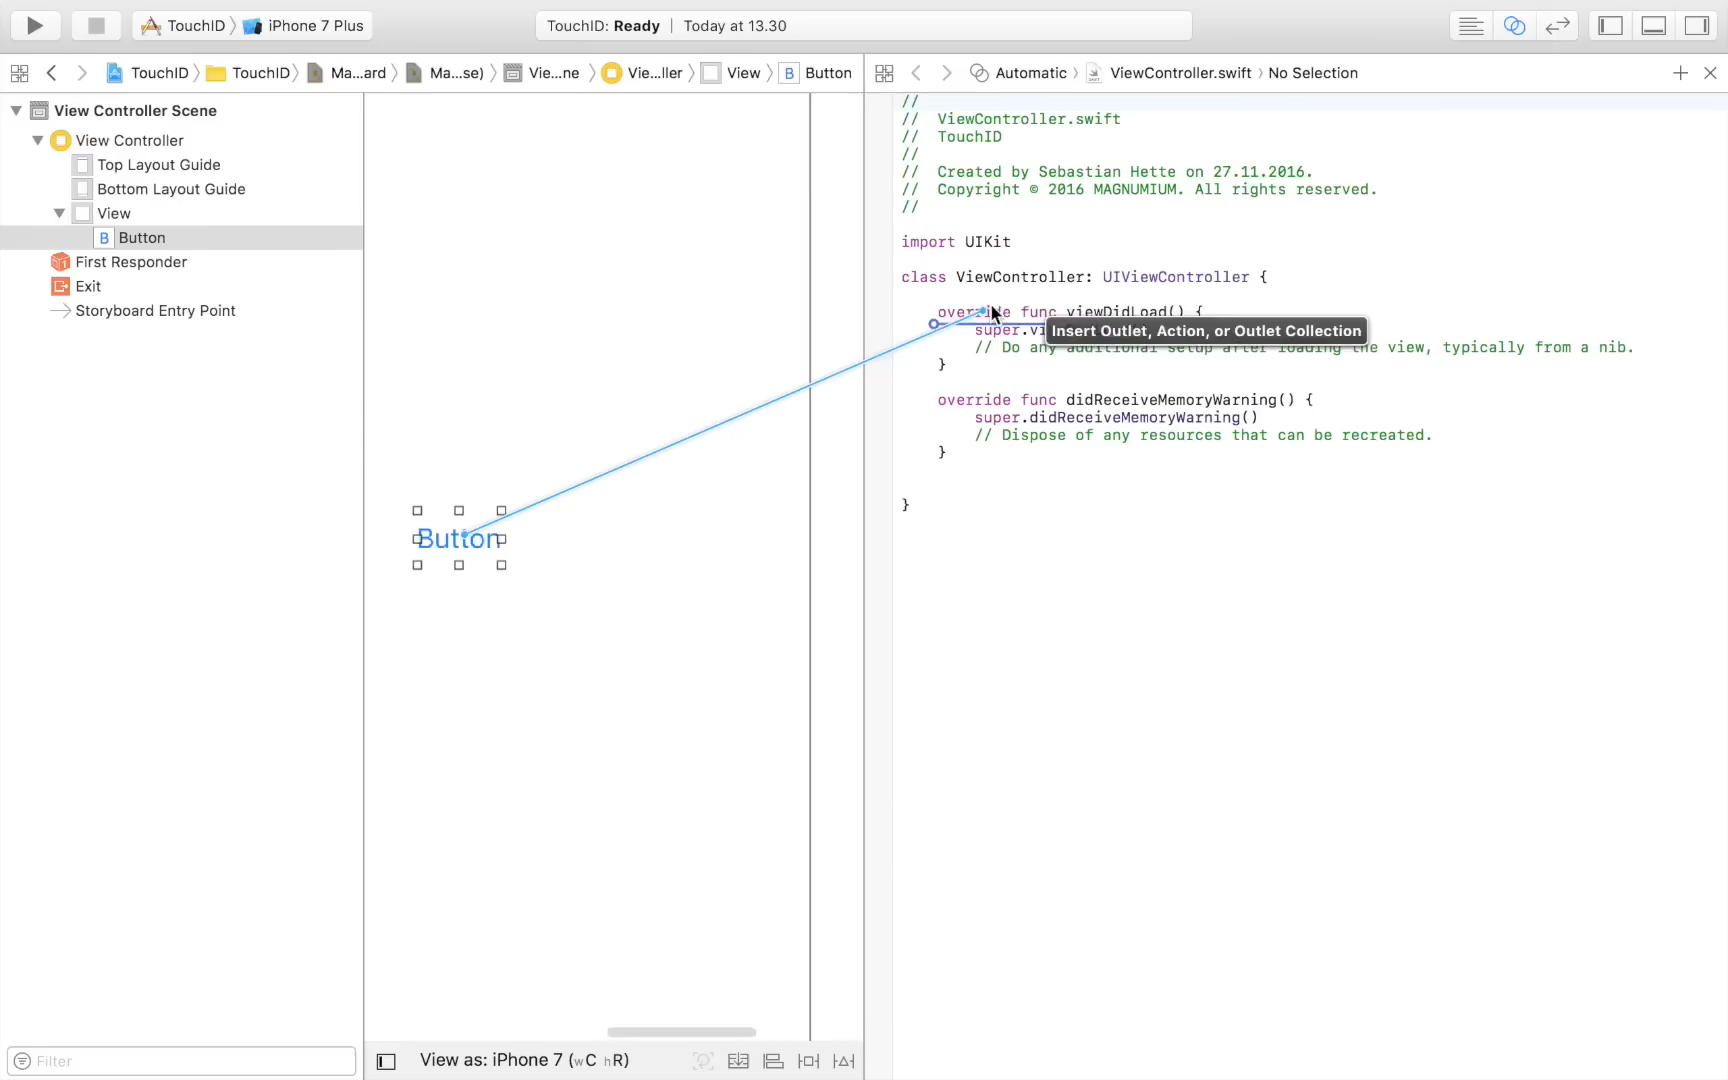 TouchID iPhone 7 Plus
TouchID: Ready | Today at 13.30
TouchID TouchID Ma...ard Ma...se) Vie...ne Vie...ller View B Button
Automatic ViewController.swift No Selection
View Controller Scene
View Controller
Top Layout Guide
Bottom Layout Guide
View
B Button
First Responder
Exit
Storyboard Entry Point
Filter
Button
View as: iPhone 7 (wC hR)
//
// ViewController.swift
// TouchID
//
// Created by Sebastian Hette on 27.11.2016.
// Copyright © 2016 MAGNUMIUM. All rights reserved.
//
import UIKit
class ViewController: UIViewController {
override func viewDidLoad() {
super.vi
Insert Outlet, Action, or Outlet Collection
// Do any additional setup after loading the view, typically from a nib.
}
override func didReceiveMemoryWarning() {
super.didReceiveMemoryWarning()
// Dispose of any resources that can be recreated.
}
}